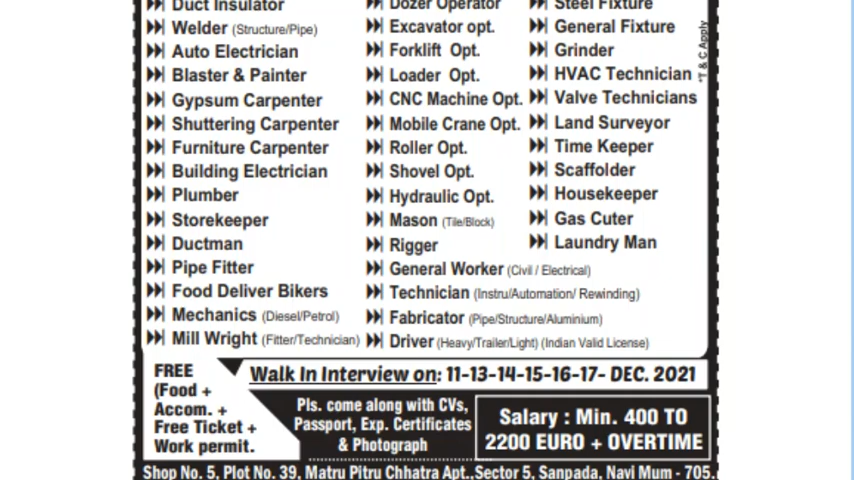 Duct Insulator
Welder (Structure/Pipe)
Auto Electrician
Blaster & Painter
Gypsum Carpenter
Shuttering Carpenter
Furniture Carpenter
Building Electrician
Plumber
Storekeeper
Ductman
Pipe Fitter
Food Deliver Bikers
Mechanics (Diesel/Petrol)
Mill Wright (Fitter/Technician)
Dozer Operator
Excavator opt.
Forklift Opt.
Loader Opt.
CNC Machine Opt.
Mobile Crane Opt.
Roller Opt.
Shovel Opt.
Hydraulic Opt.
Mason (Tile/Block)
Rigger
General Worker (Civil / Electrical)
Technician (Instru/Automation/ Rewinding)
Fabricator (Pipe/Structure/Aluminium)
Driver (Heavy/Trailer/Light) (Indian Valid License)
Steel Fixture
General Fixture
Grinder
HVAC Technician
Valve Technicians
Land Surveyor
Time Keeper
Scaffolder
Housekeeper
Gas Cuter
Laundry Man
*T & C Apply
FREE
(Food +
Accom. +
Free Ticket +
Work permit.
Walk In Interview on: 11-13-14-15-16-17- DEC. 2021
Pls. come along with CVs,
Passport, Exp. Certificates
& Photograph
Salary : Min. 400 TO
2200 EURO + OVERTIME
Shop No. 5, Plot No. 39, Matru Pitru Chhatra Apt.,Sector 5, Sanpada, Navi Mum - 705.